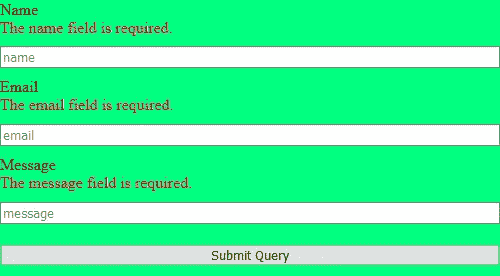 Name
The name field is required.
name
Email
The email field is required.
email
Message
The message field is required.
message
Submit Query